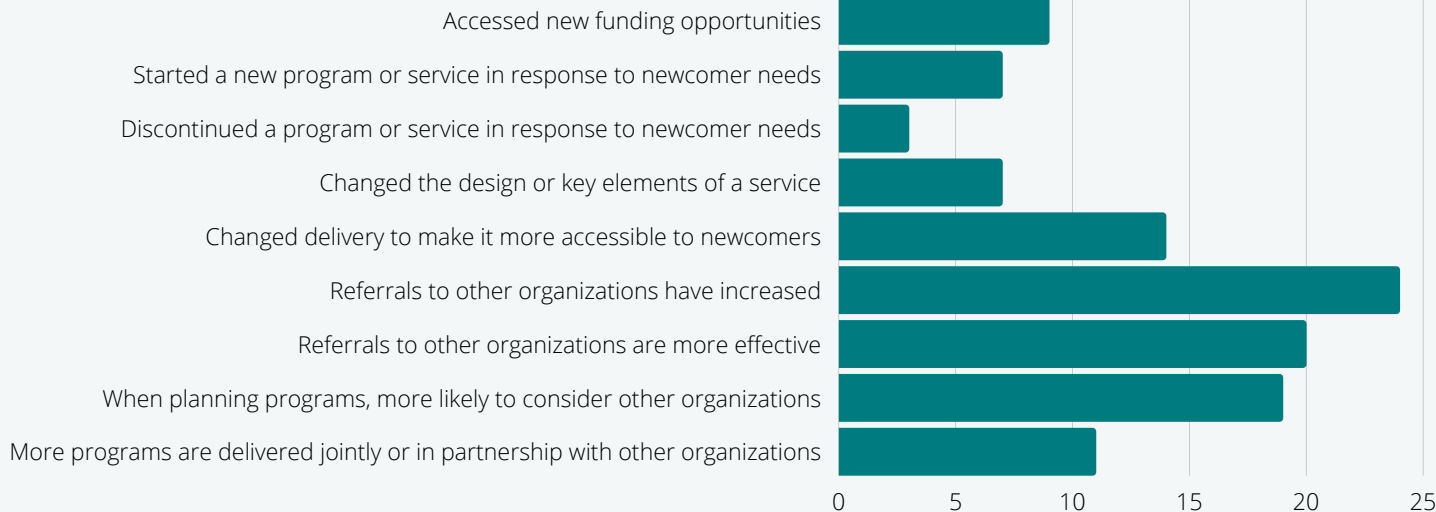 Accessed new funding opportunities
Started a new program or service in response to newcomer needs
Discontinued a program or service in response to newcomer needs
Changed the design or key elements of a service
Changed delivery to make it more accessible to newcomers
Referrals to other organizations have increased
Referrals to other organizations are more effective
When planning programs, more likely to consider other organizations
More programs are delivered jointly or in partnership with other organizations
0 5 10 15 20 25